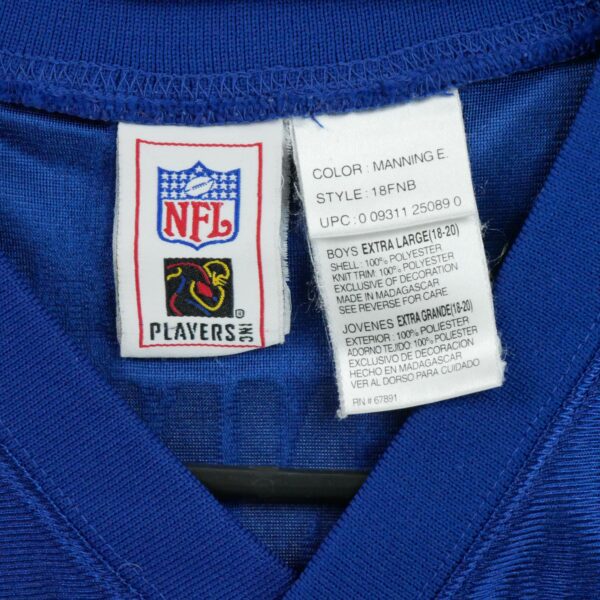 NFL
PLAYERS INC
®
COLOR : MANNING E.
STYLE : 18FNB
UPC : 0 09311 25089 0
BOYS EXTRA LARGE(18-20)
SHELL : 100% POLYESTER
KNIT TRIM: 100% POLYESTER
EXCLUSIVE OF DECORATION
MADE IN MADAGASCAR
SEE REVERSE FOR CARE
JOVENES EXTRA GRANDE(18-20)
EXTERIOR : 100% POLIESTER
ADORNO TEJIDO: 100% POLIESTER
EXCLUSIVO DE DECORACION
HECHO EN MADAGASCAR
VER AL DORSO PARA CUIDADO
RN # 67891